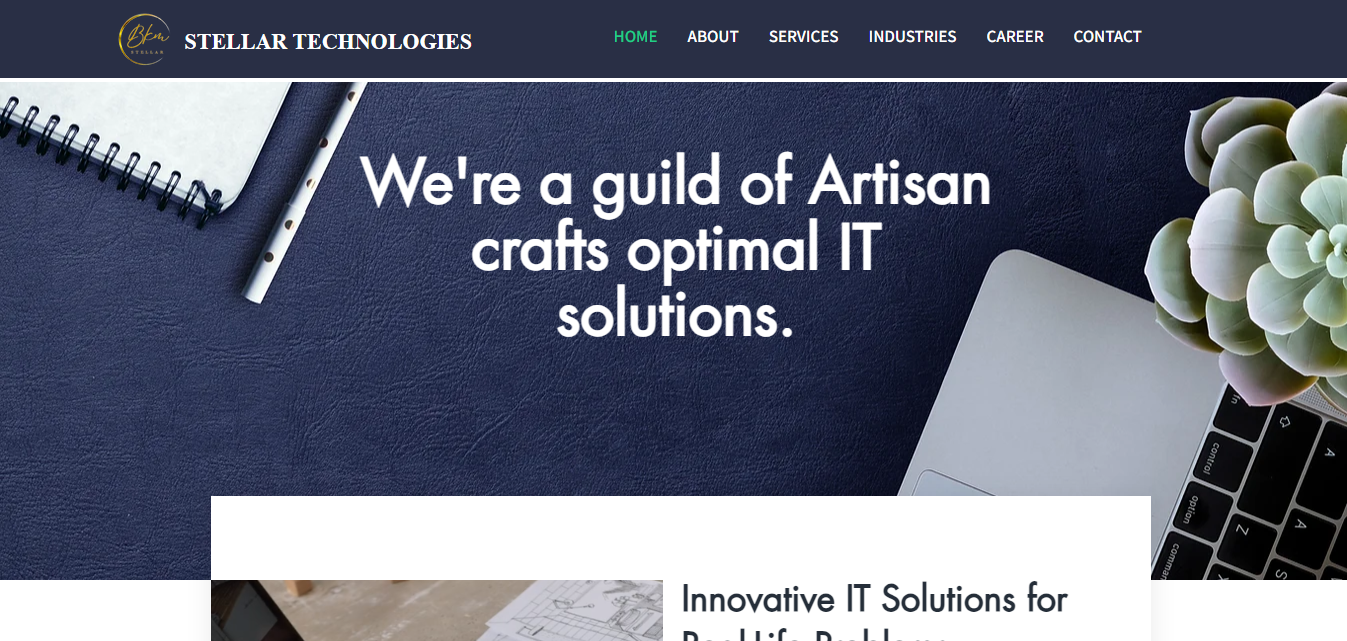 Bkm
STELLAR
STELLAR TECHNOLOGIES
HOME ABOUT SERVICES INDUSTRIES CAREER CONTACT
We're a guild of Artisan
crafts optimal IT
solutions.
fn
control
A
option
Z
A
command
X
S
Innovative IT Solutions for